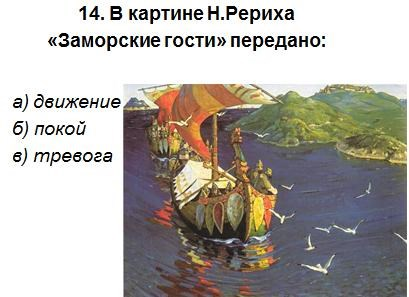 14. В картине Н.Рериха
«Заморские гости» передано:
а) движение
б) покой
в) тревога